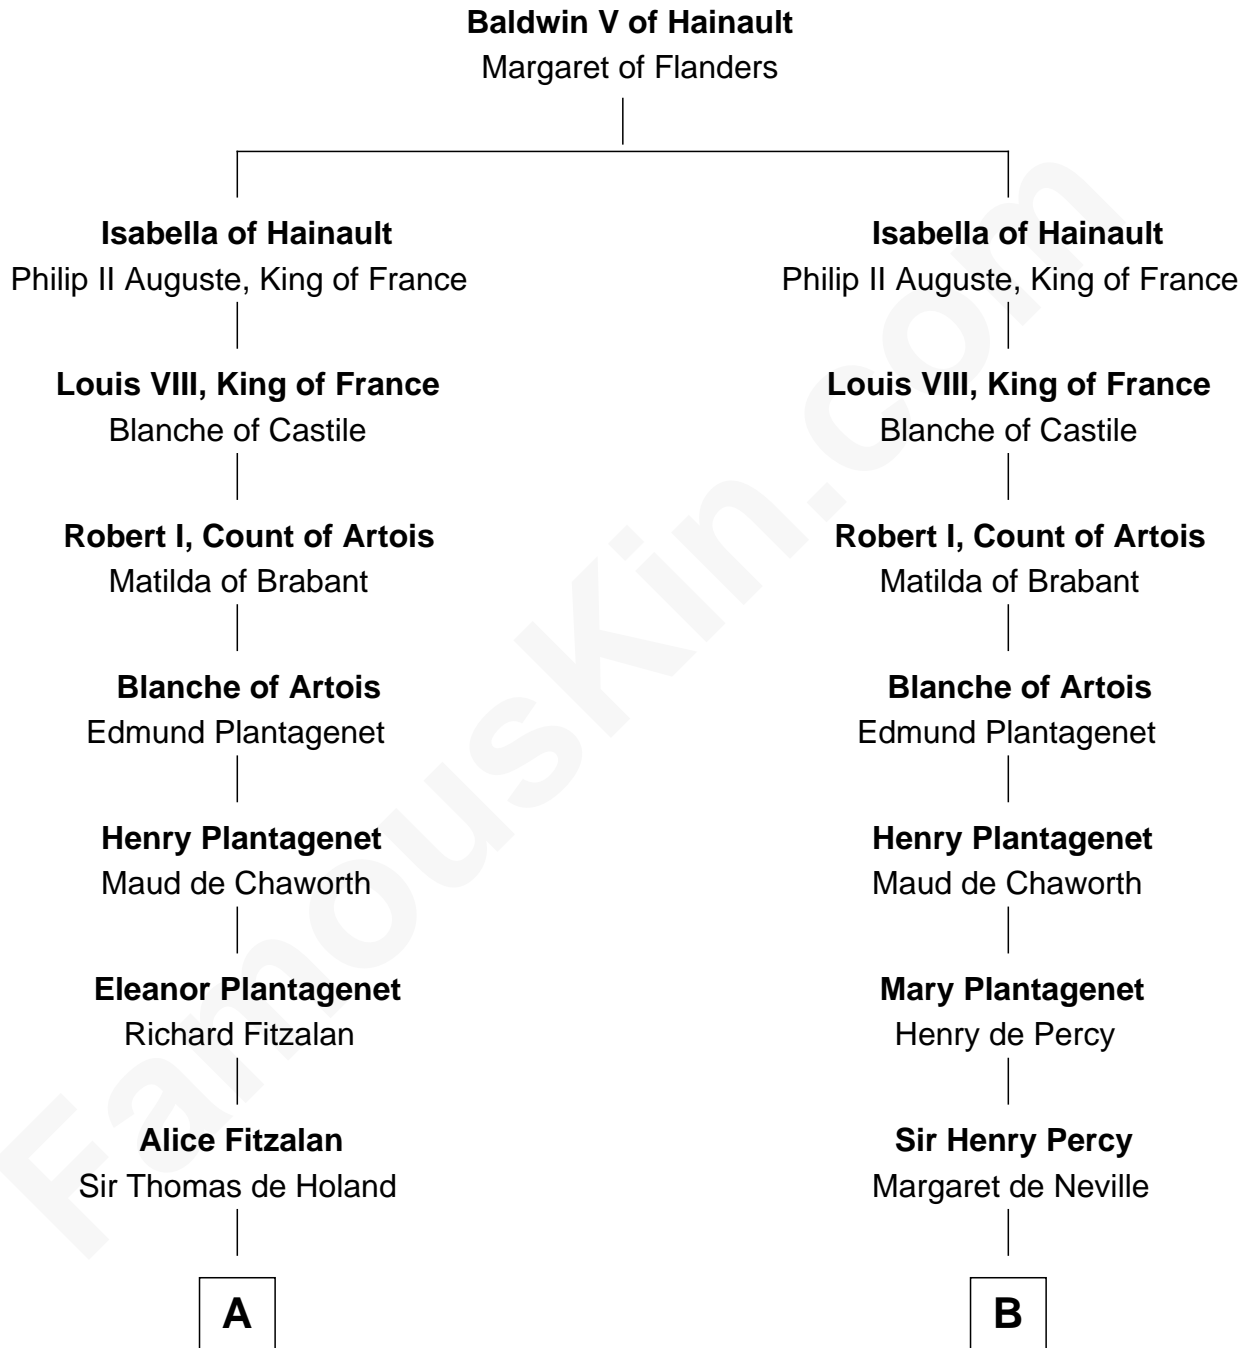 Baldwin V of Hainault
Margaret of Flanders
Isabella of Hainault
Philip II Auguste, King of France
Louis VIII, King of France
Blanche of Castile
Robert I, Count of Artois
Matilda of Brabant
Blanche of Artois
Edmund Plantagenet
Henry Plantagenet
Maud de Chaworth
Eleanor Plantagenet
Richard Fitzalan
Alice Fitzalan
Sir Thomas de Holand
A
Isabella of Hainault
Philip II Auguste, King of France
Louis VIII, King of France
Blanche of Castile
Robert I, Count of Artois
Matilda of Brabant
Blanche of Artois
Edmund Plantagenet
Henry Plantagenet
Maud de Chaworth
Mary Plantagenet
Henry de Percy
Sir Henry Percy
Margaret de Neville
B
FamousKin.com